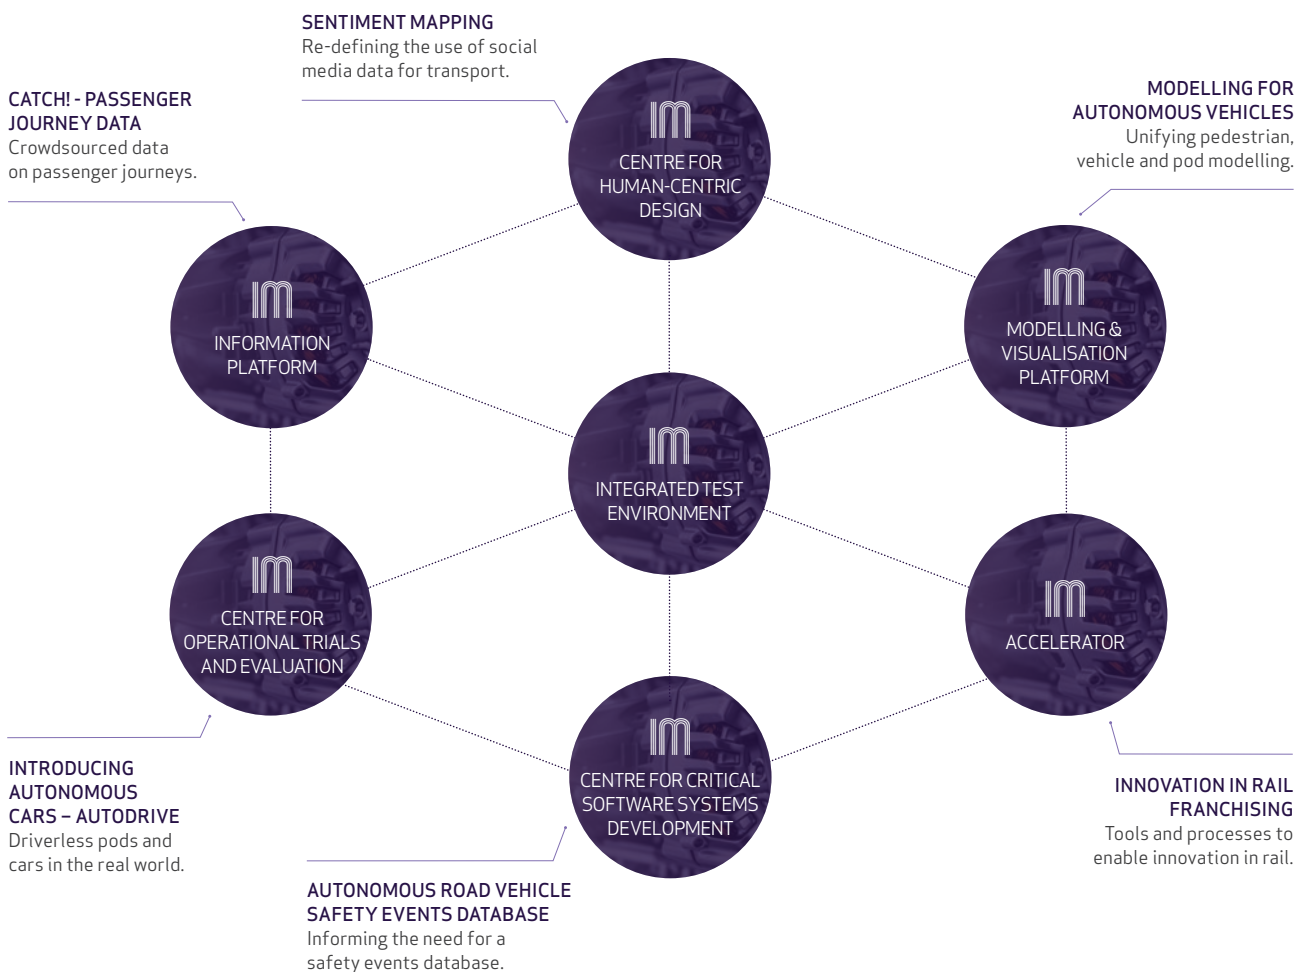 SENTIMENT MAPPING
Re-defining the use of social
media data for transport.
CATCH! - PASSENGER
JOURNEY DATA
Crowdsourced data
on passenger journeys.
MODELLING FOR
AUTONOMOUS VEHICLES
Unifying pedestrian,
vehicle and pod modelling.
IM
CENTRE FOR
HUMAN-CENTRIC
DESIGN
IM
INFORMATION
PLATFORM
IM
MODELLING &
VISUALISATION
PLATFORM
IM
INTEGRATED TEST
ENVIRONMENT
IM
CENTRE FOR
OPERATIONAL TRIALS
AND EVALUATION
IM
ACCELERATOR
IM
CENTRE FOR CRITICAL
SOFTWARE SYSTEMS
DEVELOPMENT
INTRODUCING
AUTONOMOUS
CARS – AUTODRIVE
Driverless pods and
cars in the real world.
AUTONOMOUS ROAD VEHICLE
SAFETY EVENTS DATABASE
Informing the need for a
safety events database.
INNOVATION IN RAIL
FRANCHISING
Tools and processes to
enable innovation in rail.